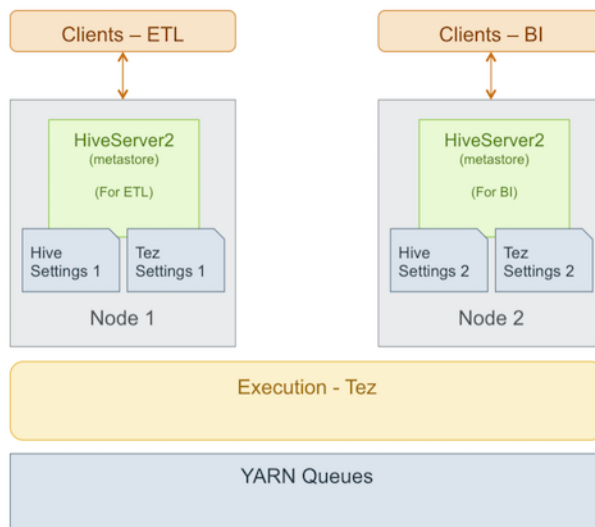 Clients – ETL
Clients – BI
HiveServer2
(metastore)
(For ETL)
Hive
Settings 1
Tez
Settings 1
Node 1
HiveServer2
(metastore)
(For BI)
Hive
Settings 2
Tez
Settings 2
Node 2
Execution - Tez
YARN Queues